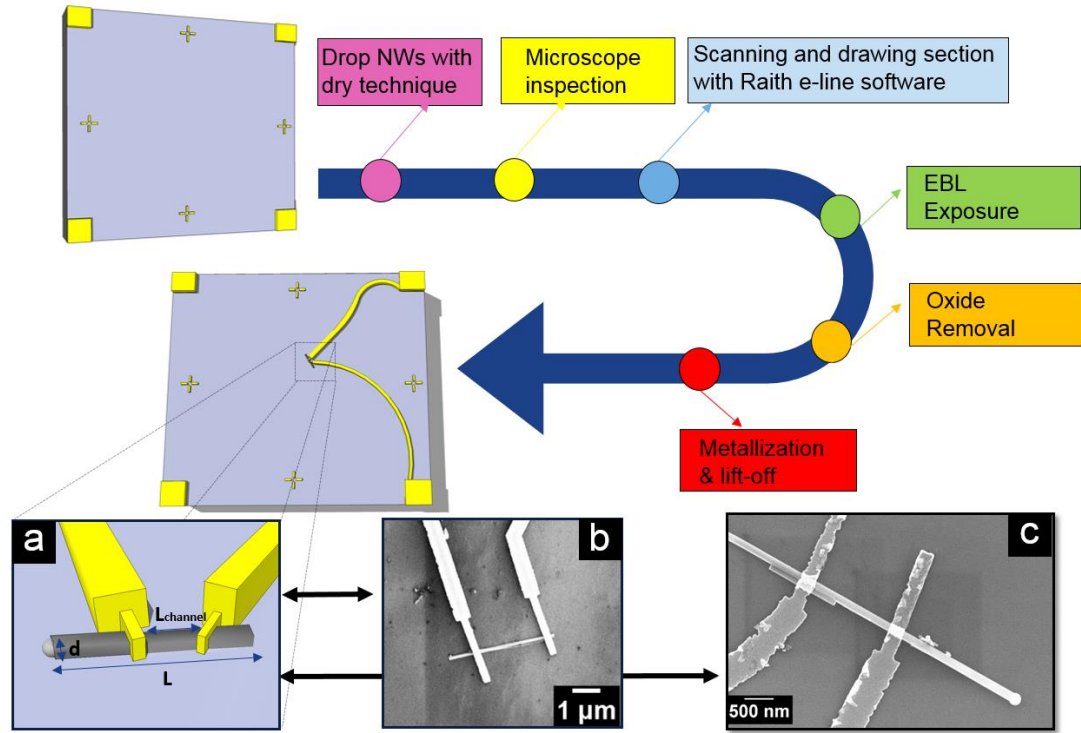 Drop NWs with
dry technique
Microscope
inspection
Scanning and drawing section
with Raith e-line software
EBL
Exposure
Oxide
Removal
Metallization
& lift-off
a
Lchannel
d
L
b
1 μm
c
500 nm